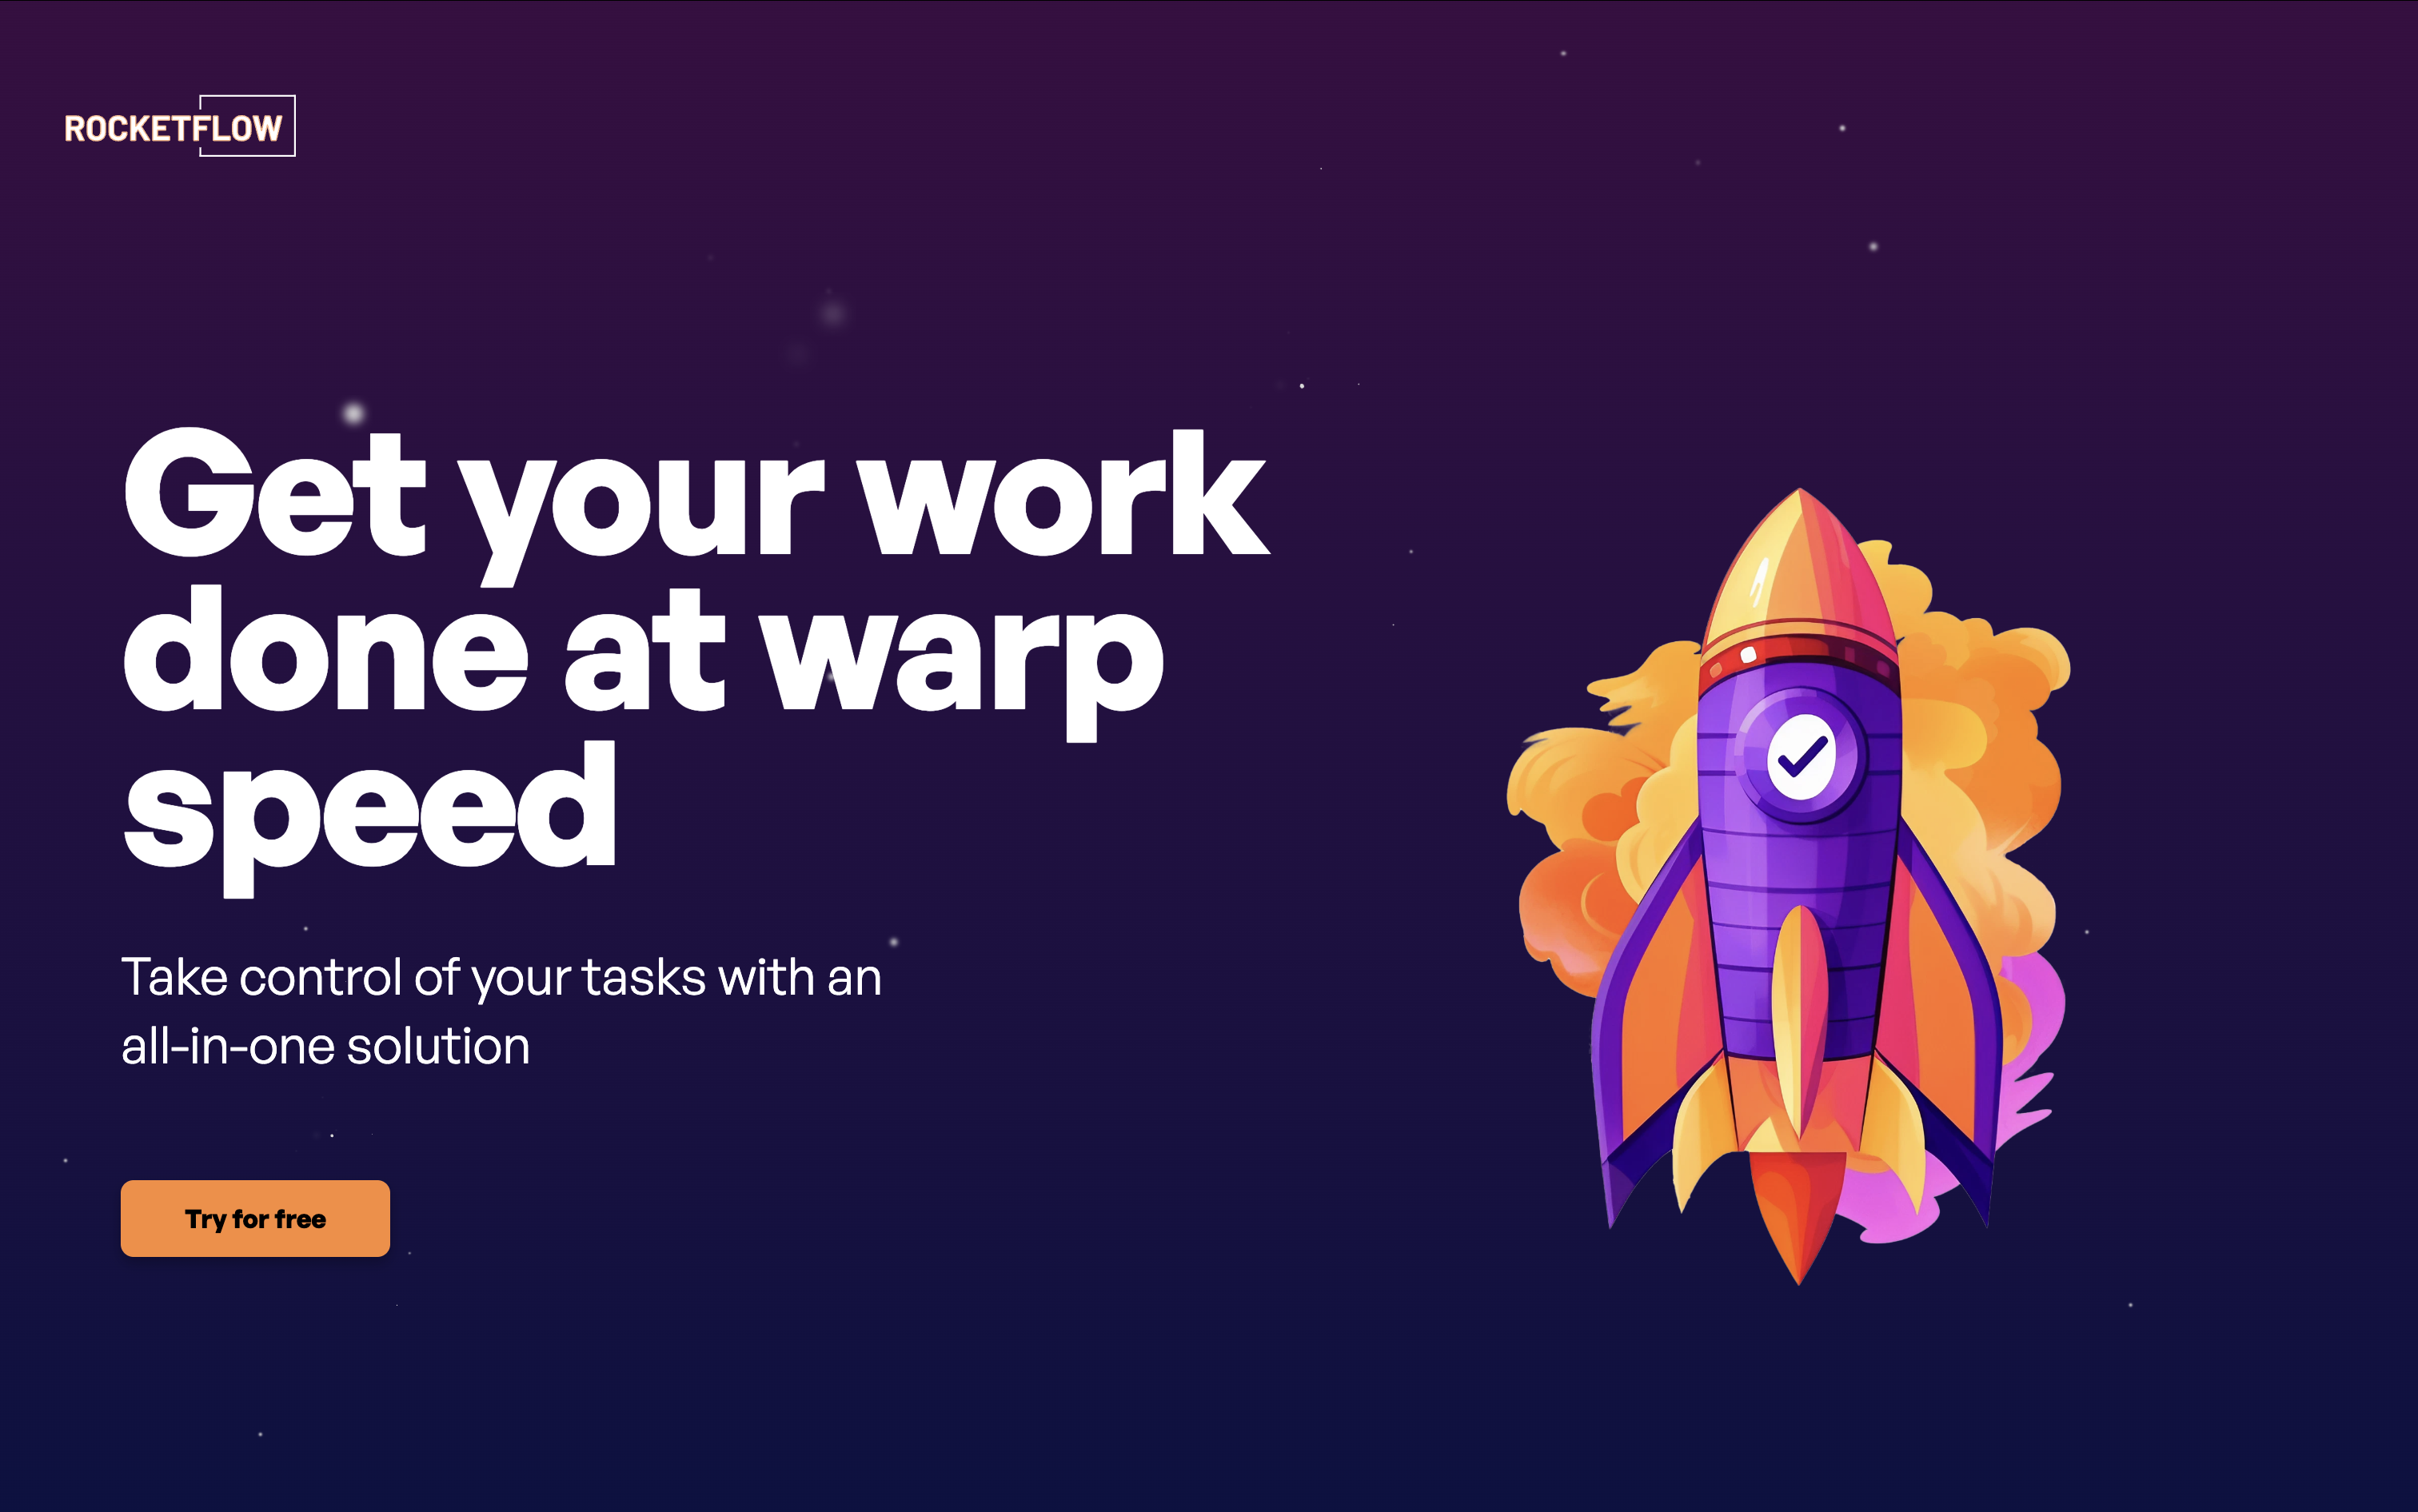 ROCKETFLOW
Get your work
done at warp
speed
Take control of your tasks with an
all-in-one solution
Try for free